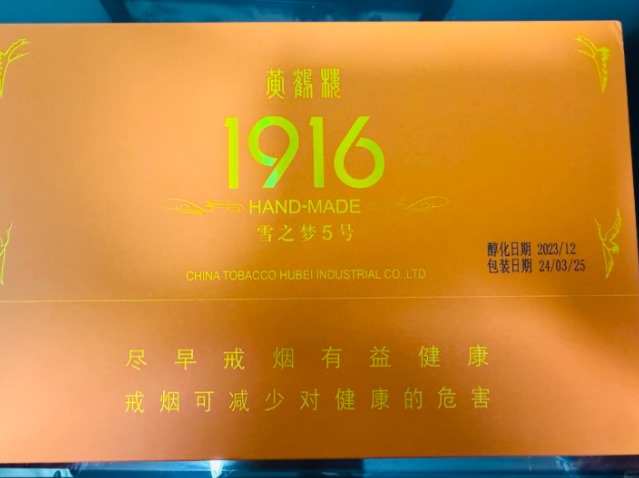 黄鹤楼
1916
HAND-MADE
雪之梦5号
醇化日期 2023/12
包装日期 24/03/25
CHINA TOBACCO HUBEI INDUSTRIAL CO.,LTD
尽早戒烟有益健康
戒烟可减少对健康的危害